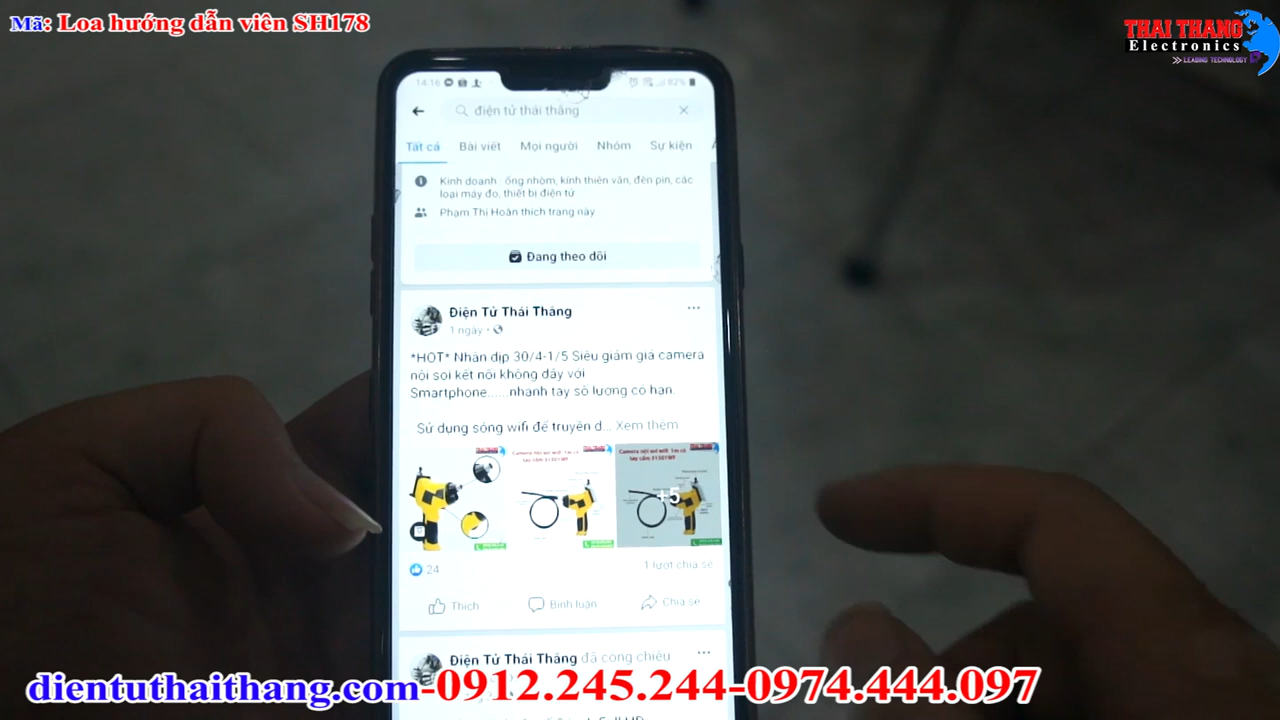 Mã: Loa hướng dẫn viên SH178
THAI THANG
Electronics
LEADING TECHNOLOGY
14:16
82%
điện tử thái thắng
Tất cả Bài viết Mọi người Nhóm Sự kiện
Kinh doanh ống nhòm, kính thiên văn, đèn pin, các
loại máy đo, thiết bị điện tử
Phạm Thị Hoàn thích trang này
Đang theo dõi
Điện Tử Thái Thắng
1 ngày
*HOT* Nhân dịp 30/4-1/5 Siêu giảm giá camera
nội soi kết nối không dây với
Smartphone......nhanh tay số lượng có hạn.
Sử dụng sóng wifi để truyền d... Xem thêm
+5
24
1 lượt chia sẻ
Thích Bình luận Chia sẻ
Điện Tử Thái Thắng đã công chiếu
dientuthaithang.com-0912.245.244-0974.444.097